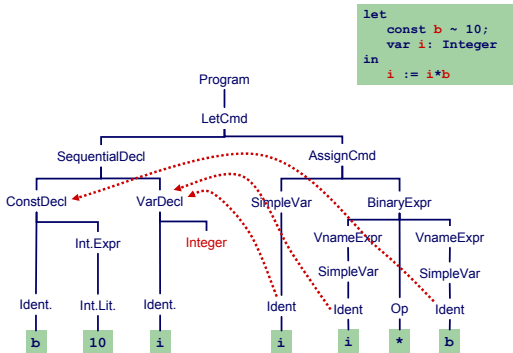 let
const b ~ 10;
var i: Integer
in
i := i*b
Program
LetCmd
SequentialDecl AssignCmd
ConstDecl VarDecl SimpleVar BinaryExpr
Int.Expr Integer VnameExpr VnameExpr
SimpleVar SimpleVar
Ident. Int.Lit. Ident. Ident Ident Op Ident
b 10 i i i * b